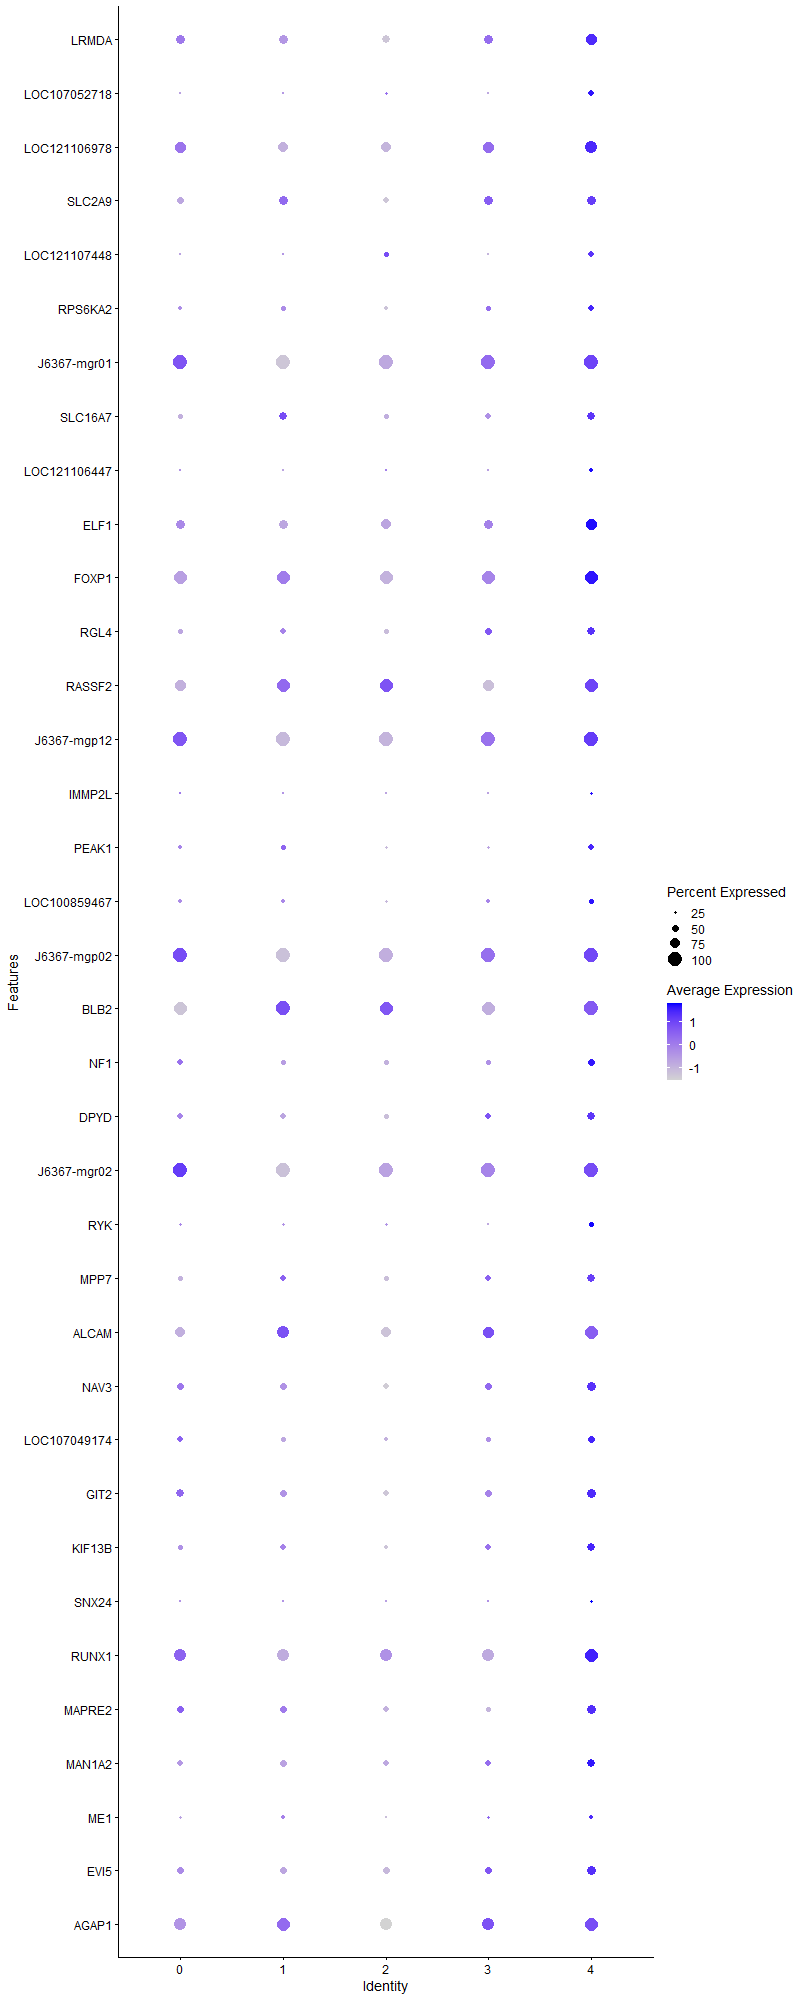 LRMDA
LOC107052718
LOC121106978
SLC2A9
LOC121107448
RPS6KA2
J6367-mgr01
SLC16A7
LOC121106447
ELF1
FOXP1
RGL4
RASSF2
J6367-mgp12
IMMP2L
PEAK1
LOC100859467
J6367-mgp02
BLB2
NF1
DPYD
J6367-mgr02
RYK
MPP7
ALCAM
NAV3
LOC107049174
GIT2
KIF13B
SNX24
RUNX1
MAPRE2
MAN1A2
ME1
EVI5
AGAP1
Features
0 1 2 3 4
Identity
Percent Expressed
25
50
75
100
Average Expression
1
0
-1